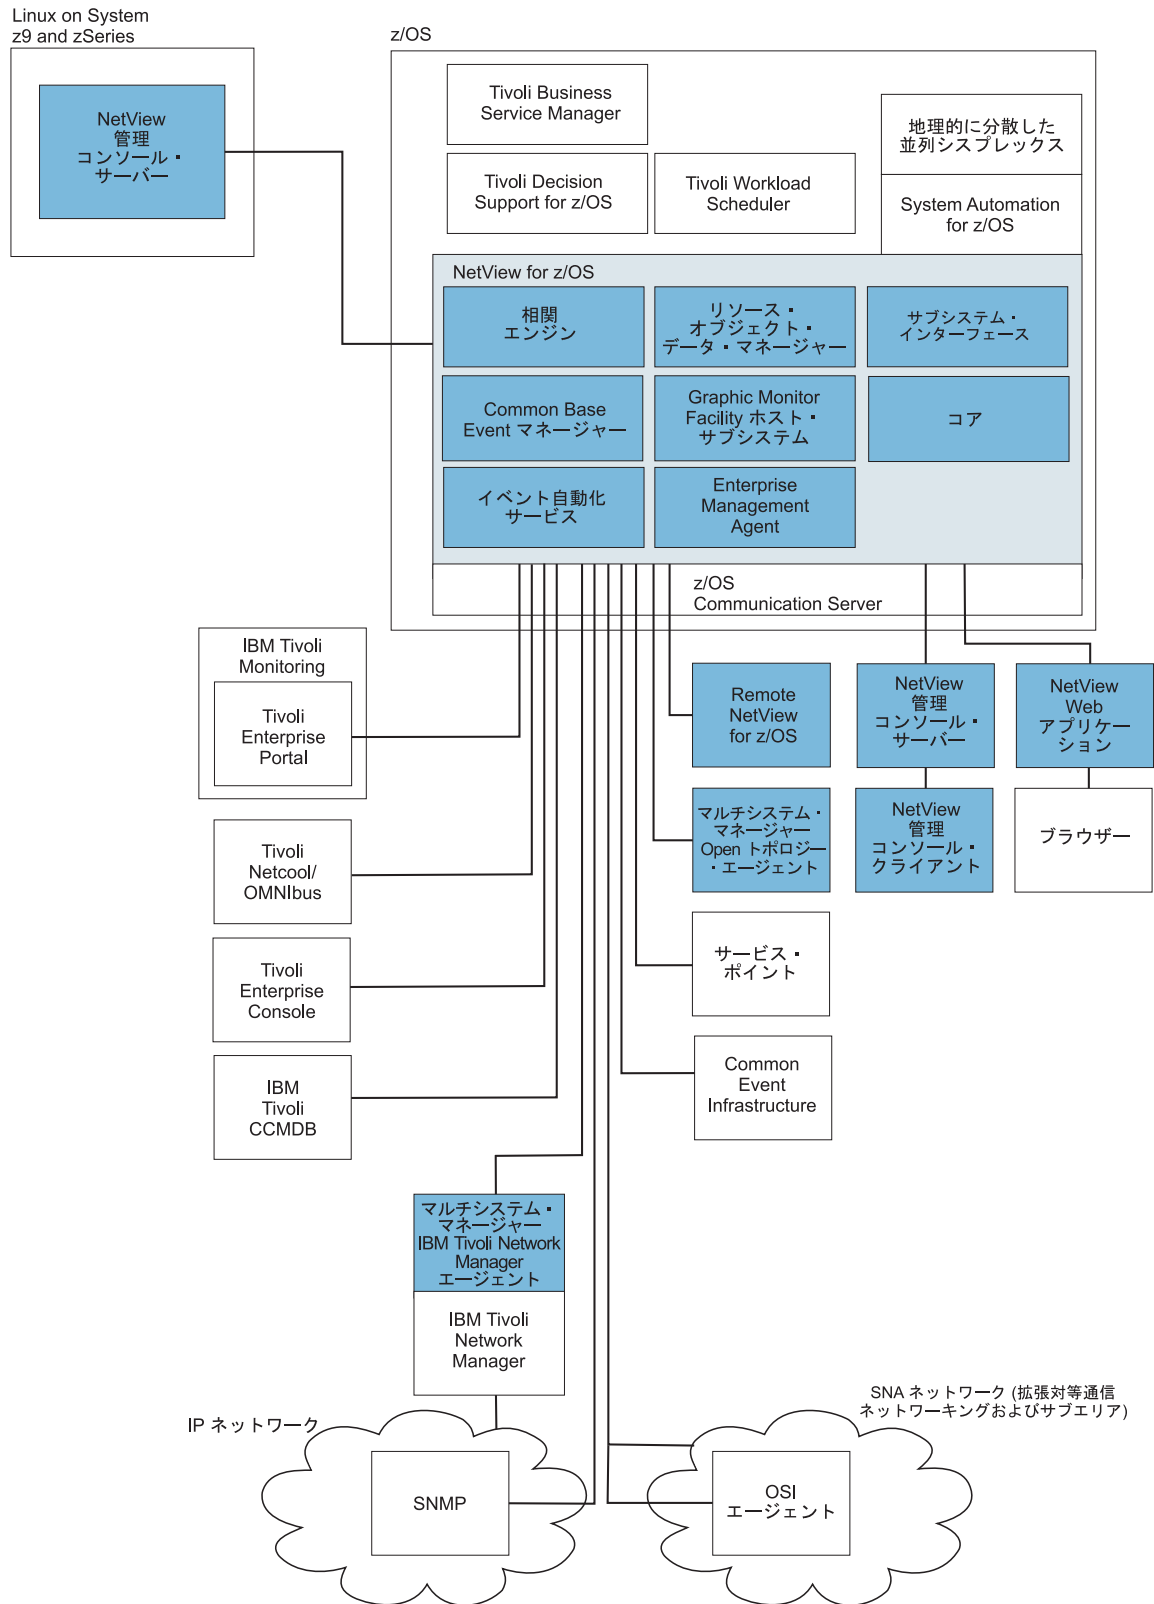 Linux on System
z9 and zSeries
NetView
管理
コンソール・
サーバー
z/OS
Tivoli Business
Service Manager
Tivoli Decision
Support for z/OS
Tivoli Workload
Scheduler
地理的に分散した
並列シスプレックス
System Automation
for z/OS
NetView for z/OS
相関
エンジン
リソース・
オブジェクト・
データ・マネージャー
サブシステム・
インターフェース
Common Base
Event マネージャー
Graphic Monitor
Facility ホスト・
サブシステム
コア
イベント自動化
サービス
Enterprise
Management
Agent
z/OS
Communication Server
IBM Tivoli
Monitoring
Tivoli
Enterprise
Portal
Remote
NetView
for z/OS
NetView
管理
コンソール・
サーバー
NetView
Web
アプリケー
ション
Tivoli
Netcool/
OMNIbus
マルチシステム・
マネージャー
Open トポロジー
・エージェント
NetView
管理
コンソール・
クライアント
ブラウザー
Tivoli
Enterprise
Console
サービス・
ポイント
IBM
Tivoli
CCMDB
Common
Event
Infrastructure
マルチシステム・
マネージャー
IBM Tivoli Network
Manager
エージェント
IBM Tivoli
Network
Manager
IP ネットワーク
SNMP
SNA ネットワーク (拡張対等通信
ネットワーキングおよびサブエリア)
OSI
エージェント